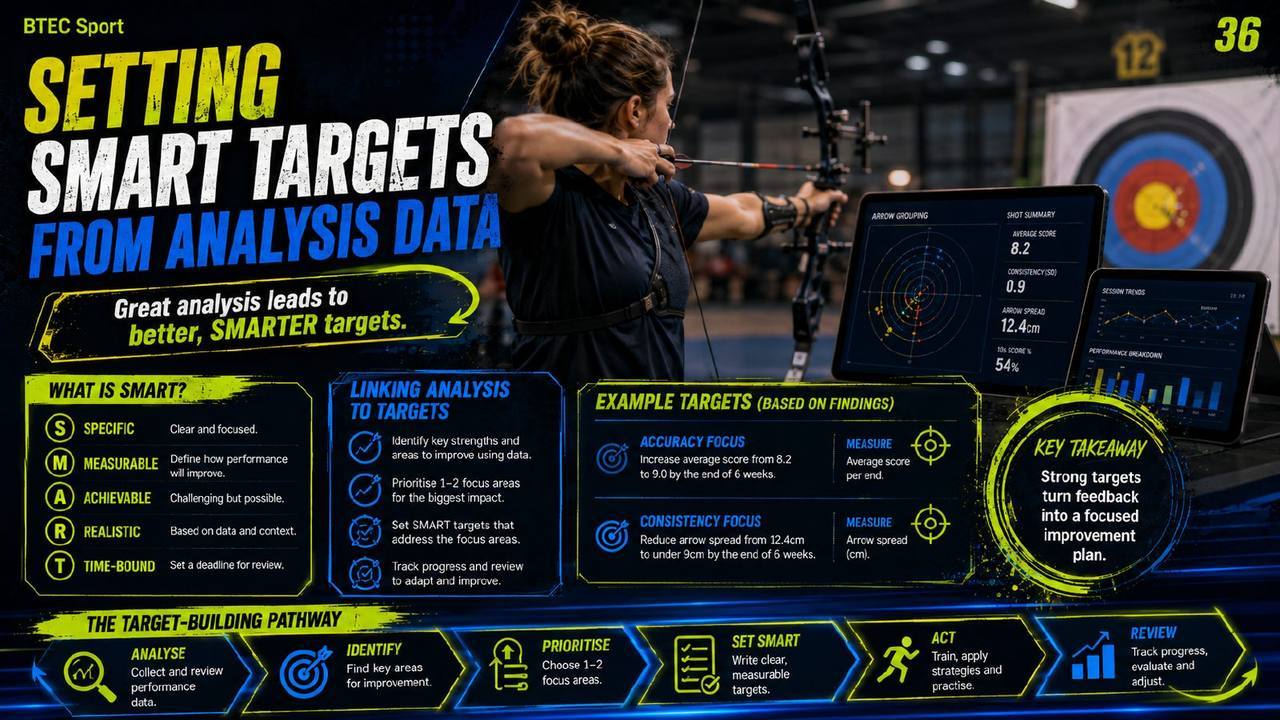 BTEC Sport
36
SETTING
SMART TARGETS
FROM ANALYSIS DATA
Great analysis leads to
better, SMARTER targets.
12
ARROW GROUPING
SHOT SUMMARY
AVERAGE SCORE
8.2
CONSISTENCY (SD)
0.9
ARROW SPREAD
12.4cm
10s SCORE %
54%
SESSION TRENDS
PERFORMANCE BREAKDOWN
WHAT IS SMART?
S SPECIFIC Clear and focused.
M MEASURABLE Define how performance
will improve.
A ACHIEVABLE Challenging but possible.
R REALISTIC Based on data and context.
T TIME-BOUND Set a deadline for review.
LINKING ANALYSIS
TO TARGETS
Identify key strengths and
areas to improve using data.
Prioritise 1–2 focus areas
for the biggest impact.
Set SMART targets that
address the focus areas.
Track progress and review
to adapt and improve.
EXAMPLE TARGETS (BASED ON FINDINGS)
ACCURACY FOCUS
Increase average score from 8.2
to 9.0 by the end of 6 weeks.
MEASURE
Average score
per end.
CONSISTENCY FOCUS
Reduce arrow spread from 12.4cm
to under 9cm by the end of 6 weeks.
MEASURE
Arrow spread
(cm).
KEY TAKEAWAY
Strong targets
turn feedback
into a focused
improvement
plan.
THE TARGET-BUILDING PATHWAY
ANALYSE
Collect and review
performance
data.
IDENTIFY
Find key areas
for improvement.
PRIORITISE
Choose 1–2
focus areas.
SET SMART
Write clear,
measurable
targets.
ACT
Train, apply
strategies and
practise.
REVIEW
Track progress,
evaluate and
adjust.